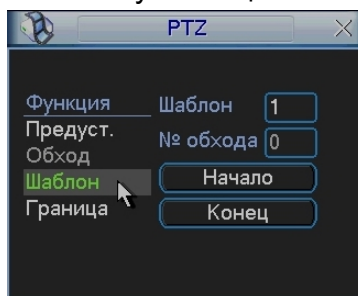 PTZ
Функция
Предуст.
Обход
Шаблон
Граница
Шаблон 1
№ обхода 0
Начало
Конец